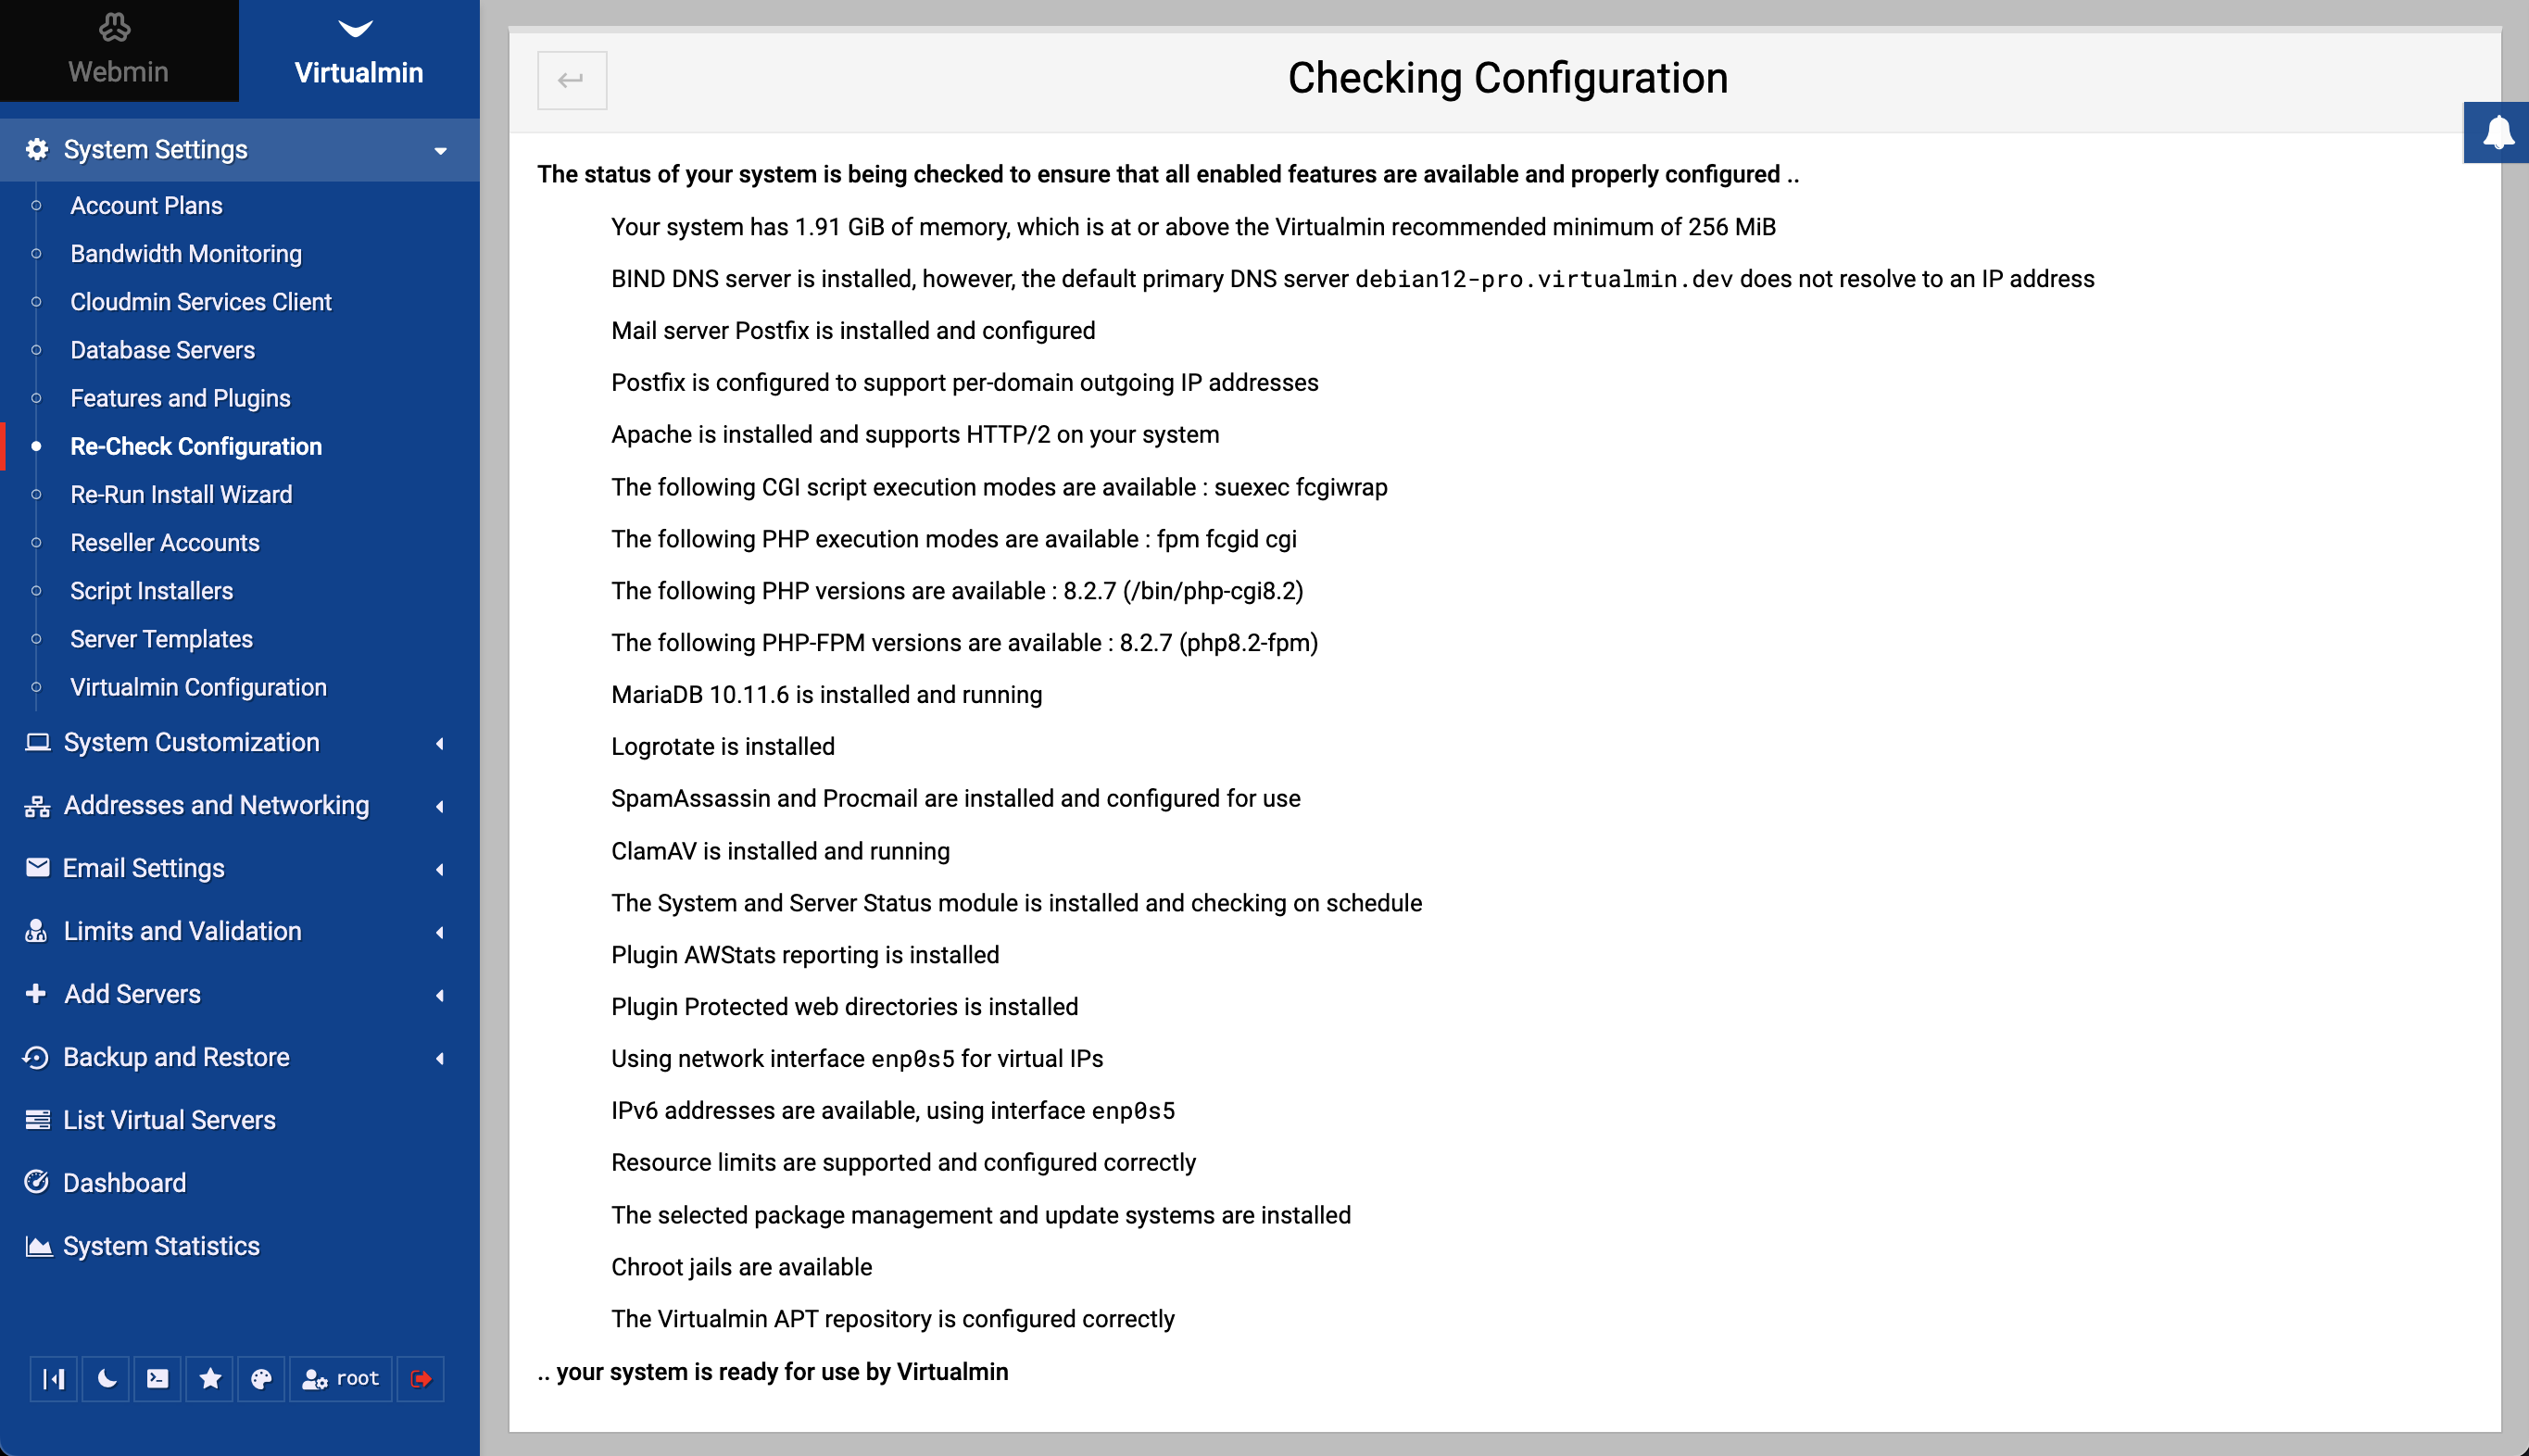 Webmin
Virtualmin
System Settings
Account Plans
Bandwidth Monitoring
Cloudmin Services Client
Database Servers
Features and Plugins
Re-Check Configuration
Re-Run Install Wizard
Reseller Accounts
Script Installers
Server Templates
Virtualmin Configuration
System Customization
Addresses and Networking
Email Settings
Limits and Validation
Add Servers
Backup and Restore
List Virtual Servers
Dashboard
System Statistics
root
Checking Configuration
The status of your system is being checked to ensure that all enabled features are available and properly configured ..
Your system has 1.91 GiB of memory, which is at or above the Virtualmin recommended minimum of 256 MiB
BIND DNS server is installed, however, the default primary DNS server debian12-pro.virtualmin.dev does not resolve to an IP address
Mail server Postfix is installed and configured
Postfix is configured to support per-domain outgoing IP addresses
Apache is installed and supports HTTP/2 on your system
The following CGI script execution modes are available : suexec fcgiwrap
The following PHP execution modes are available : fpm fcgid cgi
The following PHP versions are available : 8.2.7 (/bin/php-cgi8.2)
The following PHP-FPM versions are available : 8.2.7 (php8.2-fpm)
MariaDB 10.11.6 is installed and running
Logrotate is installed
SpamAssassin and Procmail are installed and configured for use
ClamAV is installed and running
The System and Server Status module is installed and checking on schedule
Plugin AWStats reporting is installed
Plugin Protected web directories is installed
Using network interface enp0s5 for virtual IPs
IPv6 addresses are available, using interface enp0s5
Resource limits are supported and configured correctly
The selected package management and update systems are installed
Chroot jails are available
The Virtualmin APT repository is configured correctly
.. your system is ready for use by Virtualmin